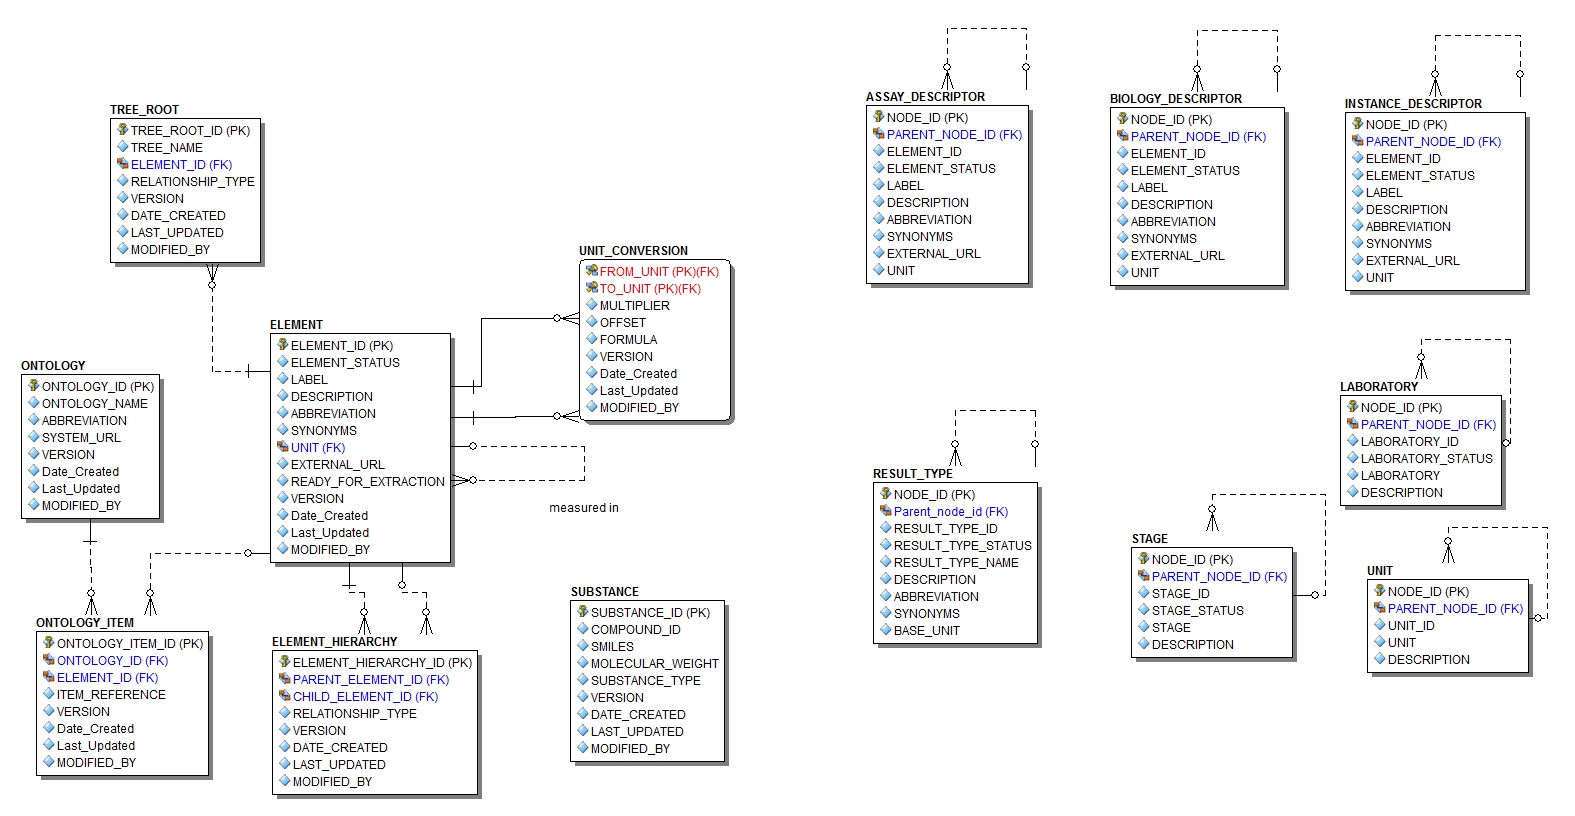 TREE_ROOT
TREE_ROOT_ID (PK)
TREE_NAME
ELEMENT_ID (FK)
RELATIONSHIP_TYPE
VERSION
DATE_CREATED
LAST_UPDATED
MODIFIED_BY
ONTOLOGY
ONTOLOGY_ID (PK)
ONTOLOGY_NAME
ABBREVIATION
SYSTEM_URL
VERSION
Date_Created
Last_Updated
MODIFIED_BY
ELEMENT
ELEMENT_ID (PK)
ELEMENT_STATUS
LABEL
DESCRIPTION
ABBREVIATION
SYNONYMS
UNIT (FK)
EXTERNAL_URL
READY_FOR_EXTRACTION
VERSION
Date_Created
Last_Updated
MODIFIED_BY
UNIT_CONVERSION
FROM_UNIT (PK)(FK)
TO_UNIT (PK)(FK)
MULTIPLIER
OFFSET
FORMULA
VERSION
Date_Created
Last_Updated
MODIFIED_BY
measured in
ONTOLOGY_ITEM
ONTOLOGY_ITEM_ID (PK)
ONTOLOGY_ID (FK)
ELEMENT_ID (FK)
ITEM_REFERENCE
VERSION
Date_Created
Last_Updated
MODIFIED_BY
ELEMENT_HIERARCHY
ELEMENT_HIERARCHY_ID (PK)
PARENT_ELEMENT_ID (FK)
CHILD_ELEMENT_ID (FK)
RELATIONSHIP_TYPE
VERSION
DATE_CREATED
LAST_UPDATED
MODIFIED_BY
SUBSTANCE
SUBSTANCE_ID (PK)
COMPOUND_ID
SMILES
MOLECULAR_WEIGHT
SUBSTANCE_TYPE
VERSION
DATE_CREATED
LAST_UPDATED
MODIFIED_BY
ASSAY_DESCRIPTOR
NODE_ID (PK)
PARENT_NODE_ID (FK)
ELEMENT_ID
ELEMENT_STATUS
LABEL
DESCRIPTION
ABBREVIATION
SYNONYMS
EXTERNAL_URL
UNIT
BIOLOGY_DESCRIPTOR
NODE_ID (PK)
PARENT_NODE_ID (FK)
ELEMENT_ID
ELEMENT_STATUS
LABEL
DESCRIPTION
ABBREVIATION
SYNONYMS
EXTERNAL_URL
UNIT
INSTANCE_DESCRIPTOR
NODE_ID (PK)
PARENT_NODE_ID (FK)
ELEMENT_ID
ELEMENT_STATUS
LABEL
DESCRIPTION
ABBREVIATION
SYNONYMS
EXTERNAL_URL
UNIT
LABORATORY
NODE_ID (PK)
PARENT_NODE_ID (FK)
LABORATORY_ID
LABORATORY_STATUS
LABORATORY
DESCRIPTION
RESULT_TYPE
NODE_ID (PK)
Parent_node_id (FK)
RESULT_TYPE_ID
RESULT_TYPE_STATUS
RESULT_TYPE_NAME
DESCRIPTION
ABBREVIATION
SYNONYMS
BASE_UNIT
STAGE
NODE_ID (PK)
PARENT_NODE_ID (FK)
STAGE_ID
STAGE_STATUS
STAGE
DESCRIPTION
UNIT
NODE_ID (PK)
PARENT_NODE_ID (FK)
UNIT_ID
UNIT
DESCRIPTION